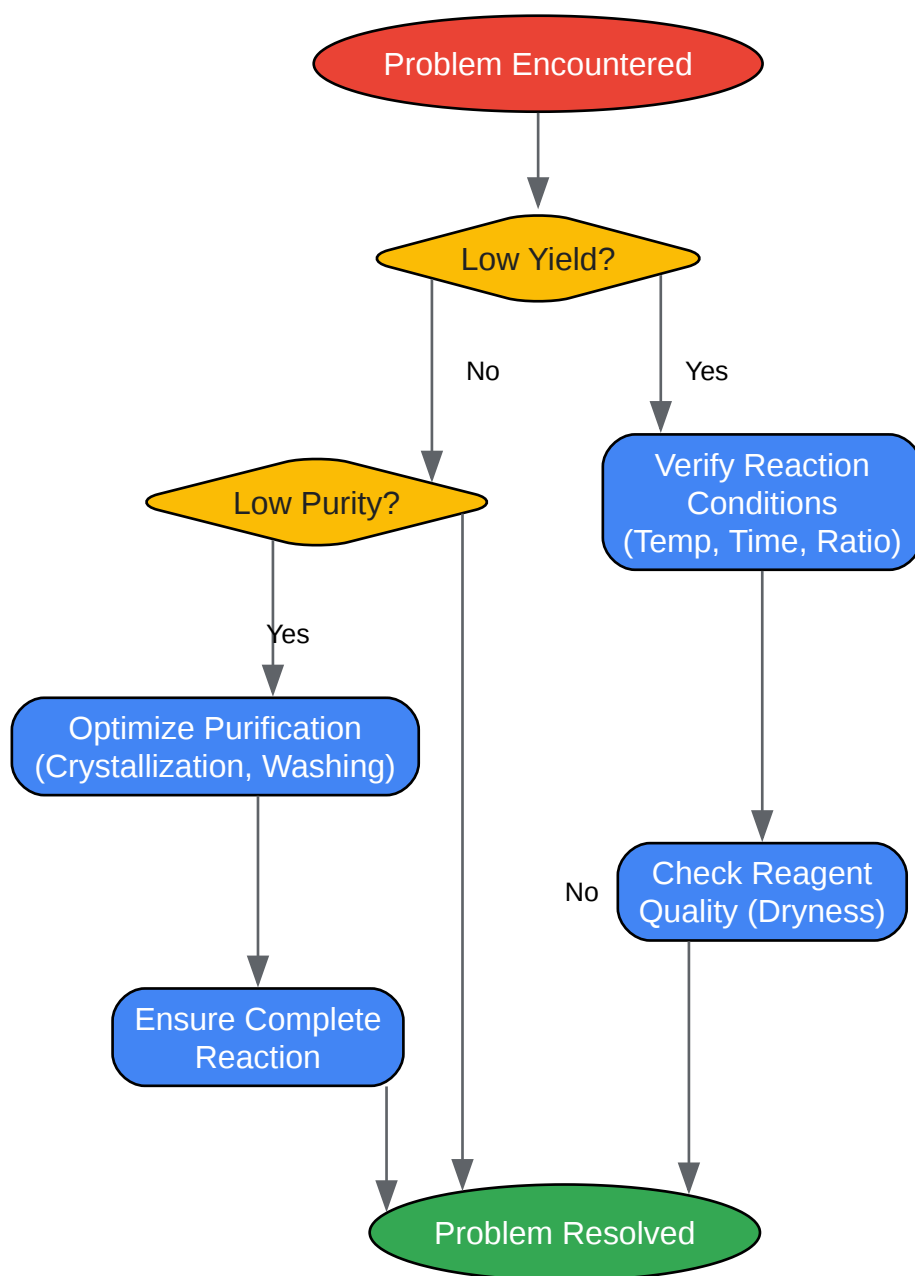 Problem Encountered
Low Yield?
No
Yes
Verify Reaction
Conditions
(Temp, Time, Ratio)
Low Purity?
Yes
Optimize Purification
(Crystallization, Washing)
Check Reagent
Quality (Dryness)
No
Ensure Complete
Reaction
Problem Resolved